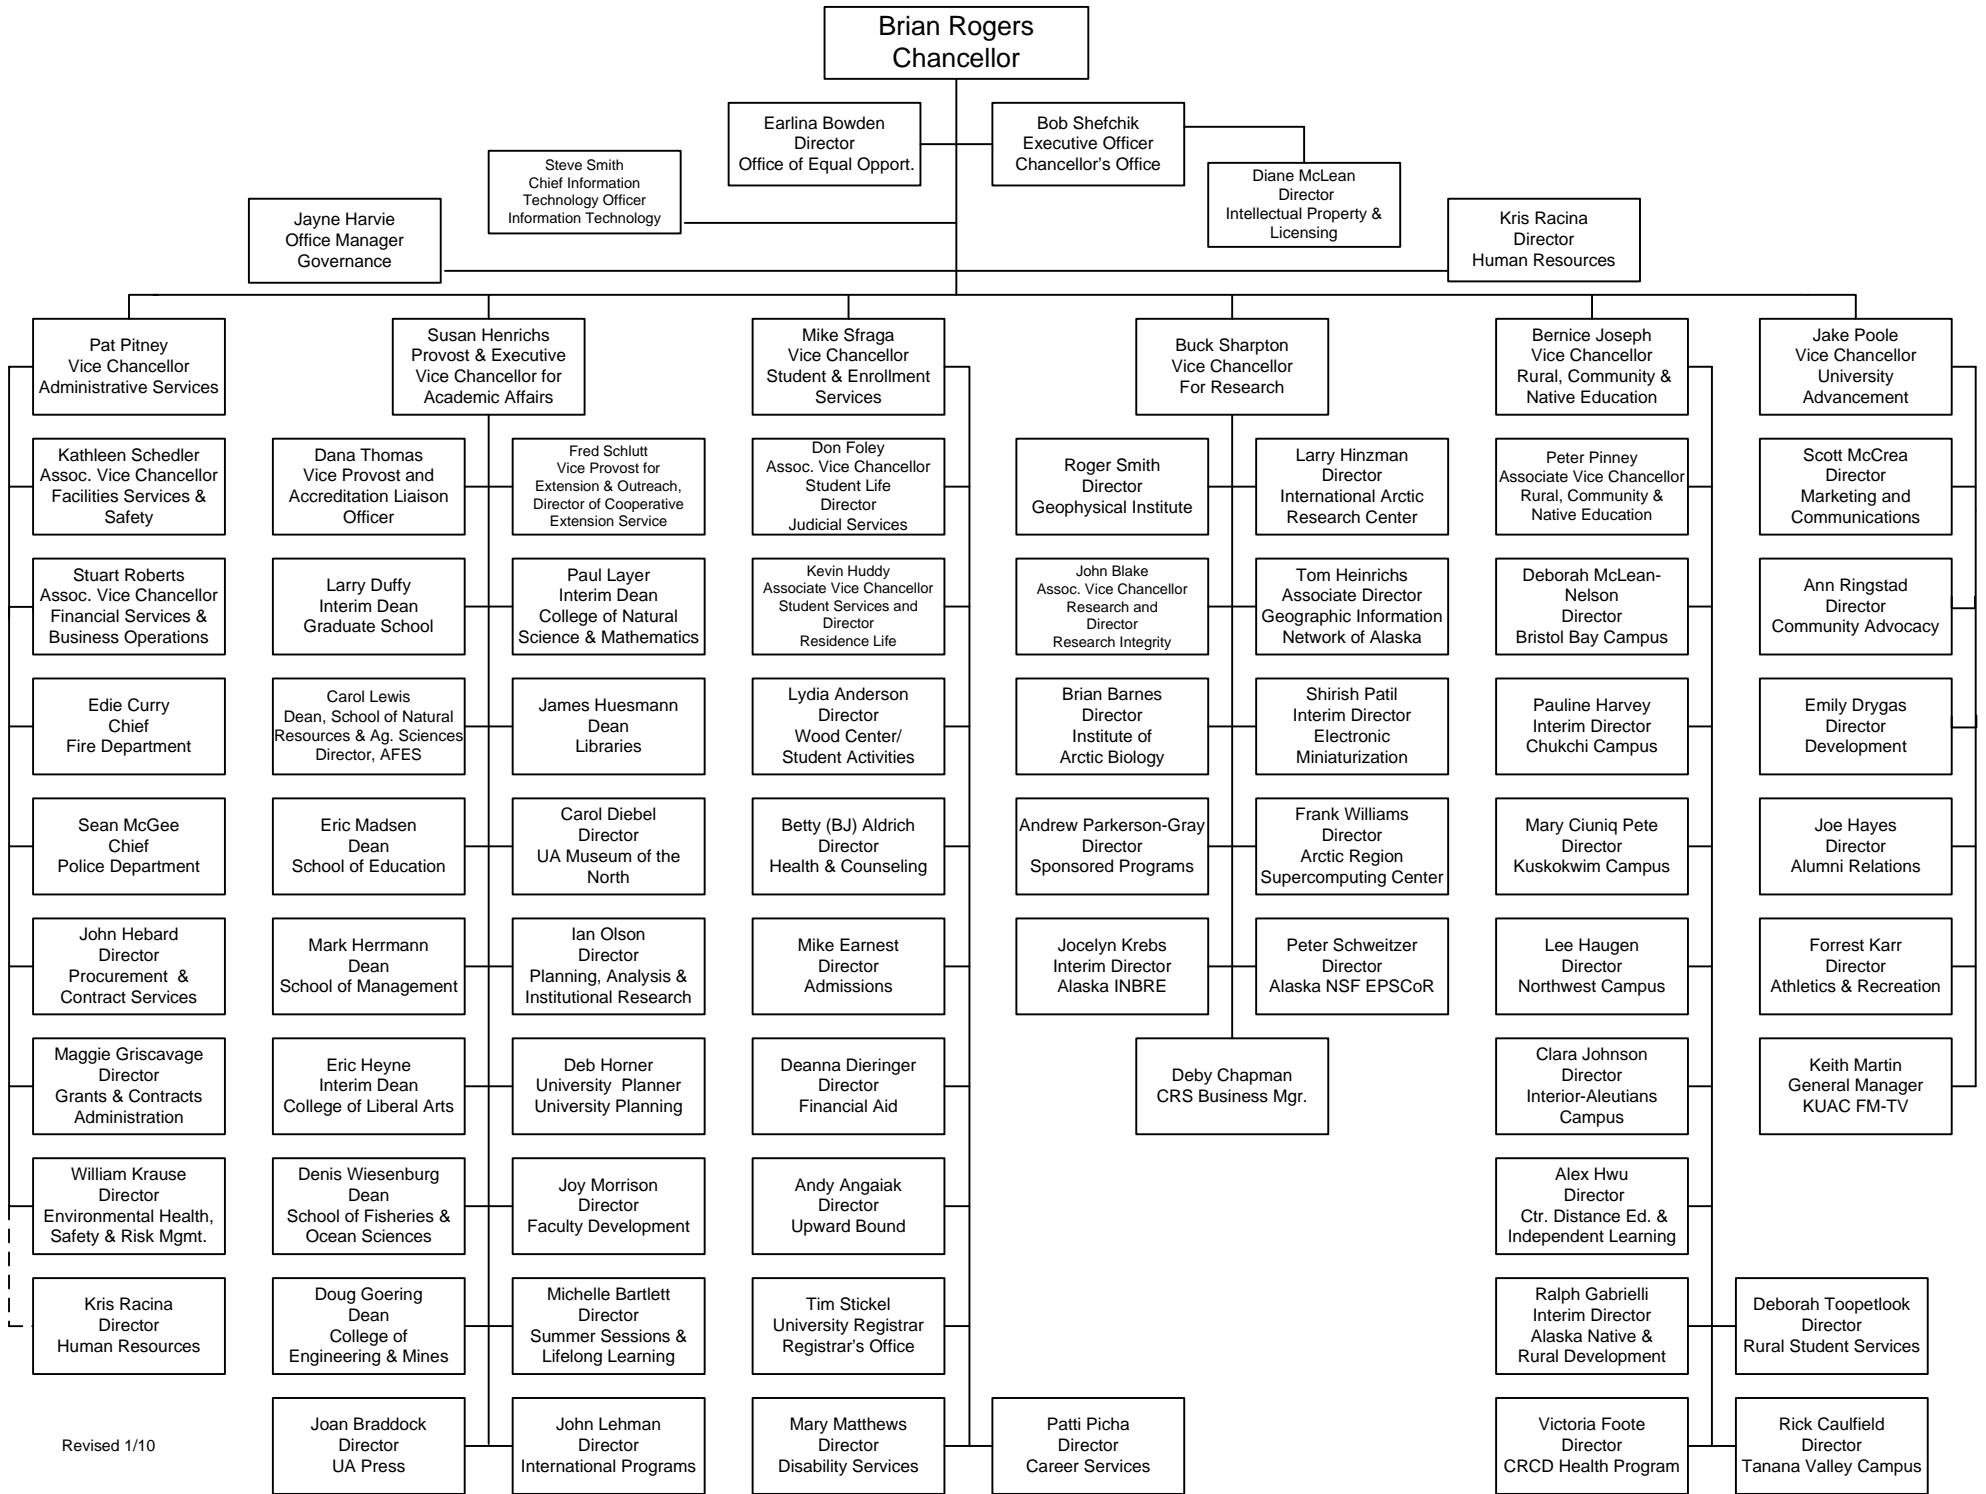 Brian Rogers
Chancellor
Earlina Bowden
Director
Office of Equal Opport.
Bob Shefchik
Executive Officer
Chancellor's Office
Steve Smith
Chief Information
Technology Officer
Information Technology
Diane McLean
Director
Intellectual Property &
Licensing
Jayne Harvie
Office Manager
Governance
Kris Racina
Director
Human Resources
Pat Pitney
Vice Chancellor
Administrative Services
Susan Henrichs
Provost & Executive
Vice Chancellor for
Academic Affairs
Mike Sfraga
Vice Chancellor
Student & Enrollment
Services
Buck Sharpton
Vice Chancellor
For Research
Bernice Joseph
Vice Chancellor
Rural, Community &
Native Education
Jake Poole
Vice Chancellor
University
Advancement
Kathleen Schedler
Assoc. Vice Chancellor
Facilities Services &
Safety
Dana Thomas
Vice Provost and
Accreditation Liaison
Officer
Fred Schlutt
Vice Provost for
Extension & Outreach,
Director of Cooperative
Extension Service
Don Foley
Assoc. Vice Chancellor
Student Life
Director
Judicial Services
Roger Smith
Director
Geophysical Institute
Larry Hinzman
Director
International Arctic
Research Center
Peter Pinney
Associate Vice Chancellor
Rural, Community &
Native Education
Scott McCrea
Director
Marketing and
Communications
Stuart Roberts
Assoc. Vice Chancellor
Financial Services &
Business Operations
Larry Duffy
Interim Dean
Graduate School
Paul Layer
Interim Dean
College of Natural
Science & Mathematics
Kevin Huddy
Associate Vice Chancellor
Student Services and
Director
Residence Life
John Blake
Assoc. Vice Chancellor
Research and
Director
Research Integrity
Tom Heinrichs
Associate Director
Geographic Information
Network of Alaska
Deborah McLean-
Nelson
Director
Bristol Bay Campus
Ann Ringstad
Director
Community Advocacy
Edie Curry
Chief
Fire Department
Carol Lewis
Dean, School of Natural
Resources & Ag. Sciences
Director, AFES
James Huesmann
Dean
Libraries
Lydia Anderson
Director
Wood Center/
Student Activities
Brian Barnes
Director
Institute of
Arctic Biology
Shirish Patil
Interim Director
Electronic
Miniaturization
Pauline Harvey
Interim Director
Chukchi Campus
Emily Drygas
Director
Development
Sean McGee
Chief
Police Department
Eric Madsen
Dean
School of Education
Carol Diebel
Director
UA Museum of the
North
Betty (BJ) Aldrich
Director
Health & Counseling
Andrew Parkerson-Gray
Director
Sponsored Programs
Frank Williams
Director
Arctic Region
Supercomputing Center
Mary Ciuniq Pete
Director
Kuskokwim Campus
Joe Hayes
Director
Alumni Relations
John Hebard
Director
Procurement &
Contract Services
Mark Herrmann
Dean
School of Management
Ian Olson
Director
Planning, Analysis &
Institutional Research
Mike Earnest
Director
Admissions
Jocelyn Krebs
Interim Director
Alaska INBRE
Peter Schweitzer
Director
Alaska NSF EPSCoR
Lee Haugen
Director
Northwest Campus
Forrest Karr
Director
Athletics & Recreation
Maggie Griscavage
Director
Grants & Contracts
Administration
Eric Heyne
Interim Dean
College of Liberal Arts
Deb Horner
University Planner
University Planning
Deanna Dieringer
Director
Financial Aid
Deby Chapman
CRS Business Mgr.
Clara Johnson
Director
Interior-Aleutians
Campus
Keith Martin
General Manager
KUAC FM-TV
William Krause
Director
Environmental Health,
Safety & Risk Mgmt.
Denis Wiesenburg
Dean
School of Fisheries &
Ocean Sciences
Joy Morrison
Director
Faculty Development
Andy Angaiak
Director
Upward Bound
Alex Hwu
Director
Ctr. Distance Ed. &
Independent Learning
Kris Racina
Director
Human Resources
Doug Goering
Dean
College of
Engineering & Mines
Michelle Bartlett
Director
Summer Sessions &
Lifelong Learning
Tim Stickel
University Registrar
Registrar's Office
Ralph Gabrielli
Interim Director
Alaska Native &
Rural Development
Deborah Toopetlook
Director
Rural Student Services
Revised 1/10
Joan Braddock
Director
UA Press
John Lehman
Director
International Programs
Mary Matthews
Director
Disability Services
Patti Picha
Director
Career Services
Victoria Foote
Director
CRCD Health Program
Rick Caulfield
Director
Tanana Valley Campus